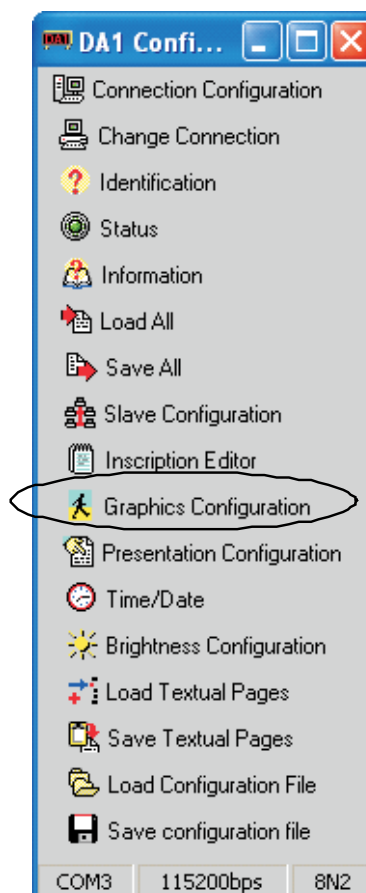 DA1 Confi...
Connection Configuration
Change Connection
Identification
Status
Information
Load All
Save All
Slave Configuration
Inscription Editor
Graphics Configuration
Presentation Configuration
Time/Date
Brightness Configuration
Load Textual Pages
Save Textual Pages
Load Configuration File
Save configuration file
COM3 115200bps 8N2